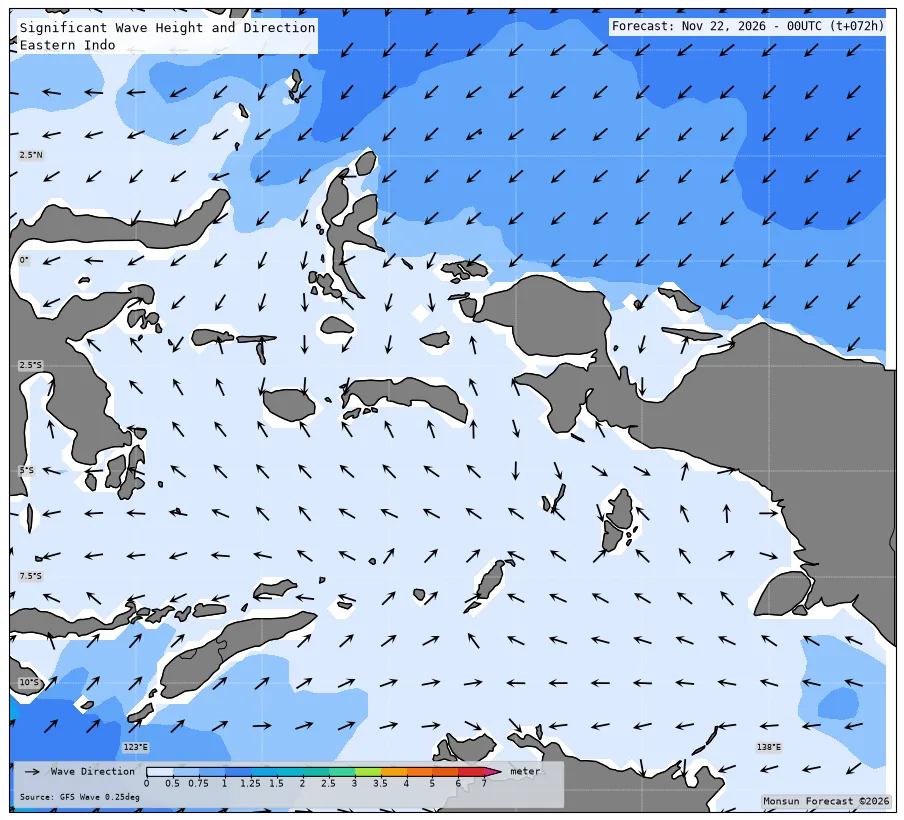 Significant Wave Height and Direction
Eastern Indo
Forecast: Nov 22, 2026 - 00UTC (t+072h)
2.5°N
0°
2.5°S
5°S
7.5°S
10°S
123°E
138°E
Wave Direction
meter
0 0.5 0.75 1 1.25 1.5 2 2.5 3 3.5 4 5 6 7
Source: GFS Wave 0.25deg
Monsun Forecast ©2026